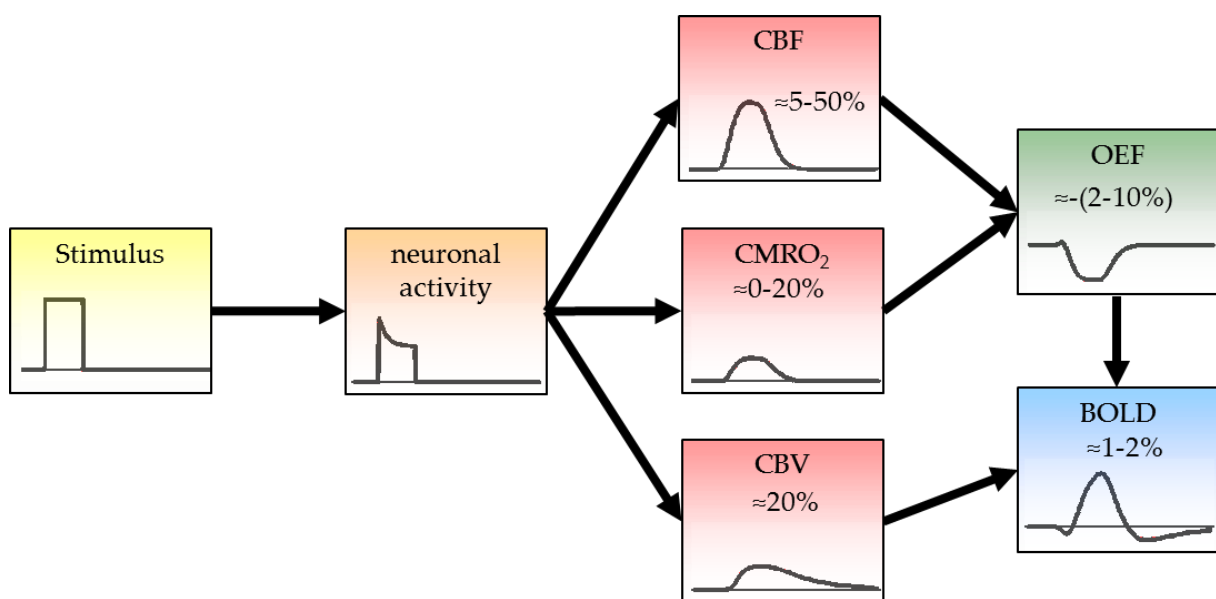 Stimulus
neuronal
activity
CBF
≈5-50%
CMRO₂
≈0-20%
CBV
≈20%
OEF
≈-(2-10%)
BOLD
≈1-2%